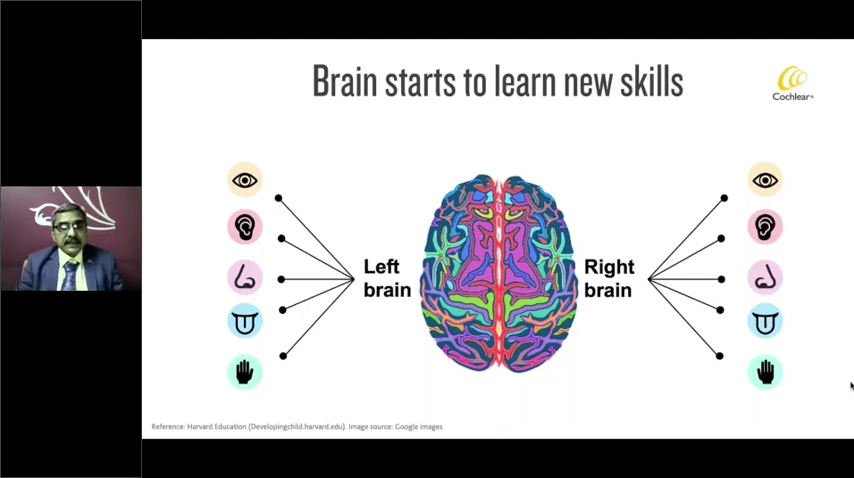 Brain starts to learn new skills
Cochlear®
Left
brain
Right
brain
Reference: Harvard Education (Developingchild.harvard.edu). Image source: Google images